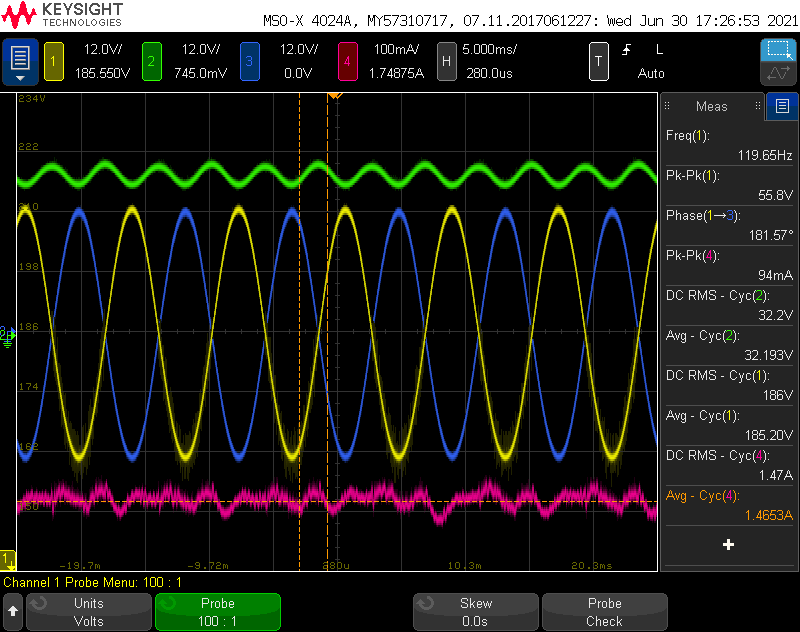 KEYSIGHT
TECHNOLOGIES
MSO-X 4024A, MY57310717, 07.11.2017061227: Wed Jun 30 17:26:53 2021
1 12.0V/ 185.550V
2 12.0V/ 745.0mV
3 12.0V/ 0.0V
4 100mA/ 1.74875A
H 5.000ms/ 280.0us
T L Auto
234V
222
210
198
186
174
162
150
-19.7m -9.72m 280u 10.3m 20.3ms
1
Meas
Freq(1):
119.65Hz
Pk-Pk(1):
55.8V
Phase(1→3):
181.57°
Pk-Pk(4):
94mA
DC RMS - Cyc(2):
32.2V
Avg - Cyc(2):
32.193V
DC RMS - Cyc(1):
186V
Avg - Cyc(1):
185.20V
DC RMS - Cyc(4):
1.47A
Avg - Cyc(4):
1.4653A
Channel 1 Probe Menu: 100 : 1
Units
Volts
Probe
100 : 1
Skew
0.0s
Probe
Check